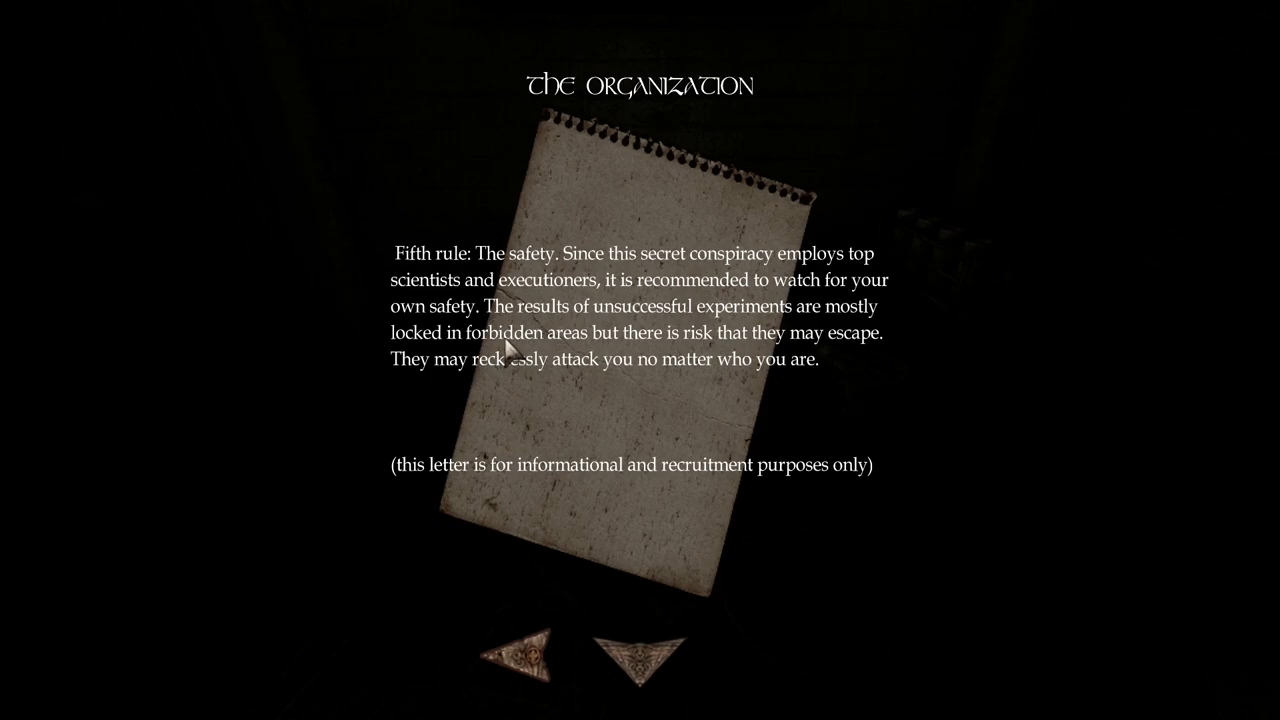 THE ORGANIZATION
Fifth rule: The safety. Since this secret conspiracy employs top
scientists and executioners, it is recommended to watch for your
own safety. The results of unsuccessful experiments are mostly
locked in forbidden areas but there is risk that they may escape.
They may recklessly attack you no matter who you are.
(this letter is for informational and recruitment purposes only)